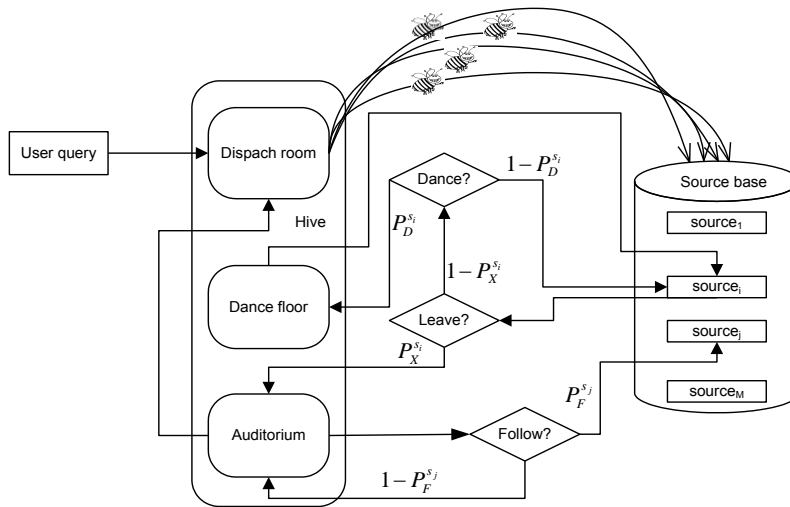 User query
Dispach room
Hive
Dance floor
Auditorium
Dance?
1 − P_D^{s_i}
P_D^{s_i}
1 − P_X^{s_i}
Leave?
P_X^{s_i}
Follow?
P_F^{s_j}
1 − P_F^{s_j}
Source base
source₁
sourceᵢ
sourceⱼ
source_M